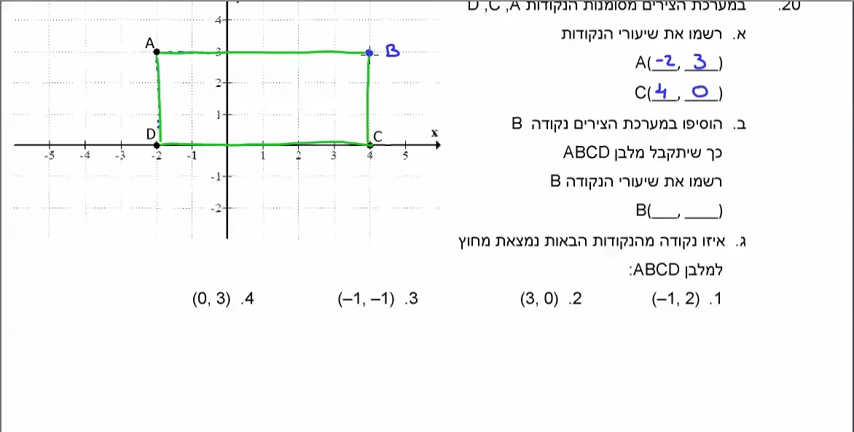 20. במערכת הצירים מסומנות הנקודות D ,C ,A
א. רשמו את שיעורי הנקודות
A(-2, 3)
C(4, 0)
ב. הוסיפו במערכת הצירים נקודה B
כך שיתקבל מלבן ABCD
רשמו את שיעורי הנקודה B
B(___, ____)
ג. איזו נקודה מהנקודות הבאות נמצאת מחוץ
למלבן ABCD:
1. (–1, 2) 2. (3, 0) 3. (–1, –1) 4. (0, 3)
4
A 3 B
2
1
D C x
-5 -4 -3 -2 -1 1 2 3 4 5
-1
-2